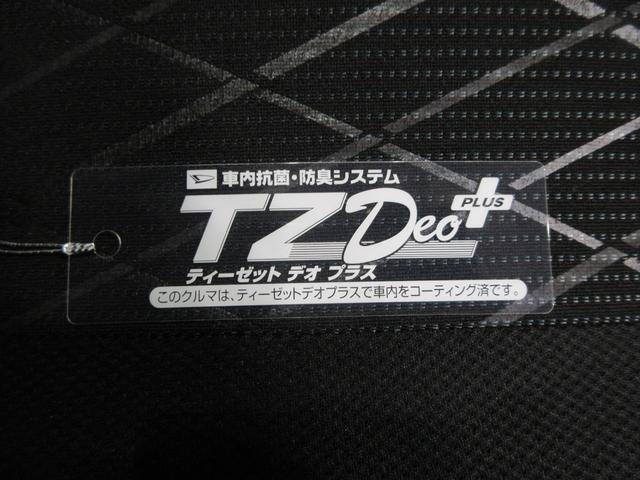 車内抗菌・防臭システム
TZ Deo PLUS
ティーゼット デオ プラス
このクルマは、ティーゼットデオプラスで車内をコーティング済です。